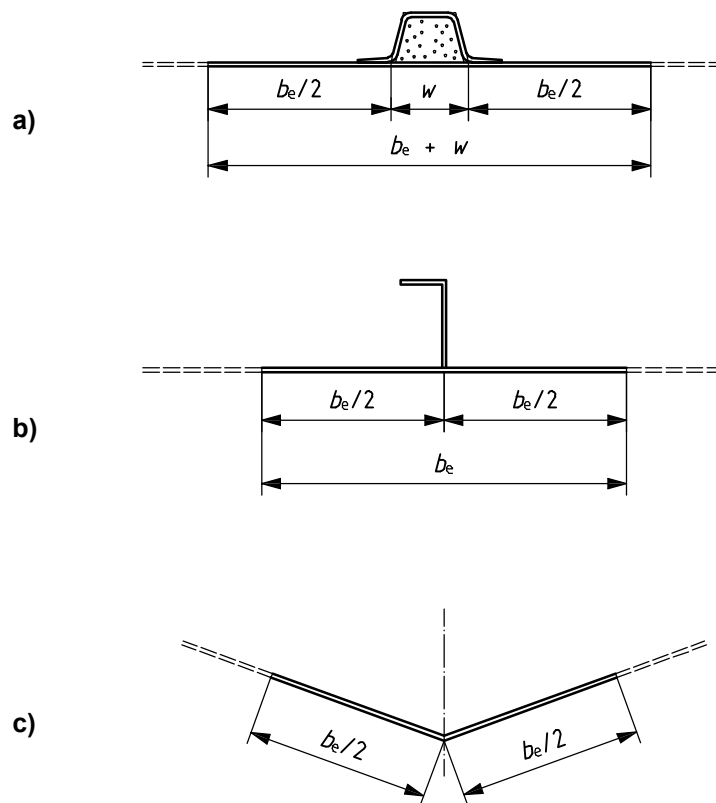 a)
bₑ/2 w bₑ/2
bₑ + w
b)
bₑ/2 bₑ/2
bₑ
c)
bₑ/2 bₑ/2